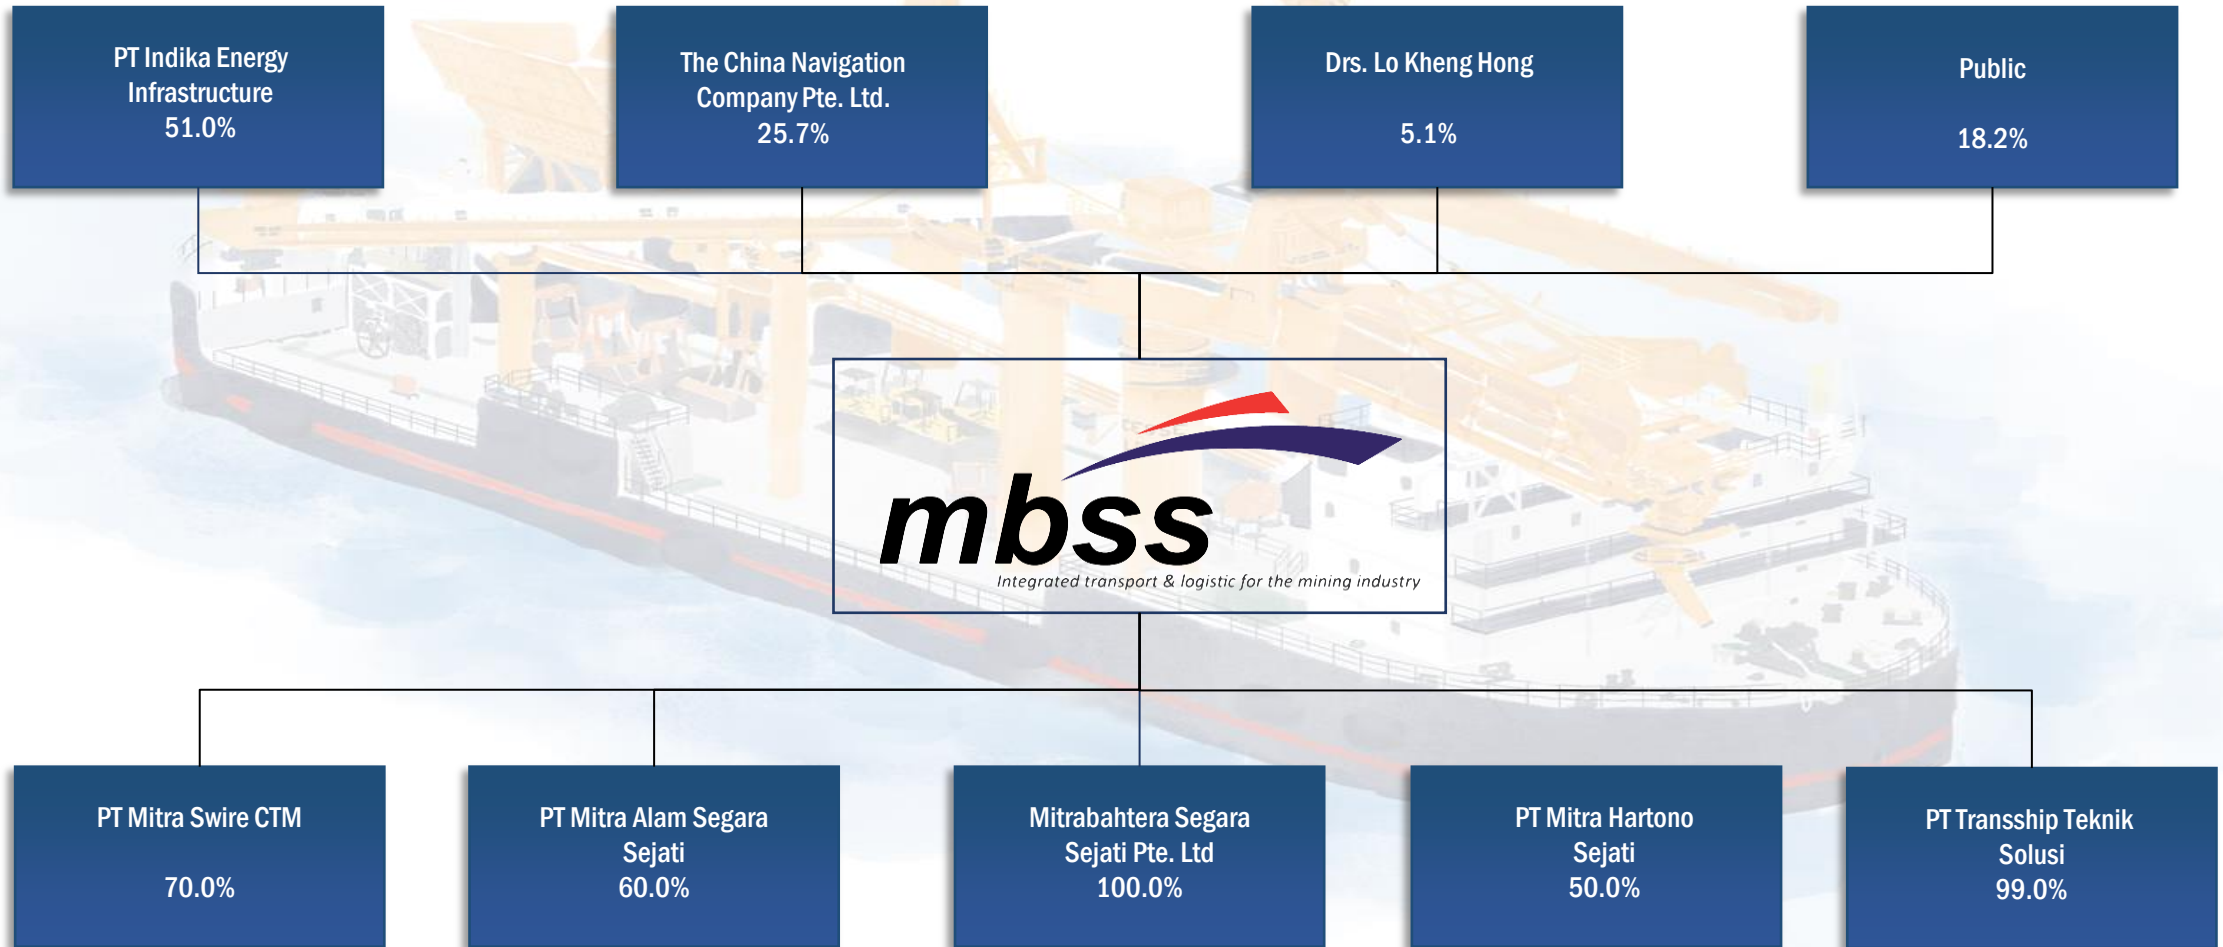 PT Indika Energy
Infrastructure
51.0%
The China Navigation
Company Pte. Ltd.
25.7%
Drs. Lo Kheng Hong
5.1%
Public
18.2%
mbss
Integrated transport & logistic for the mining industry
PT Mitra Swire CTM
70.0%
PT Mitra Alam Segara
Sejati
60.0%
Mitrabahtera Segara
Sejati Pte. Ltd
100.0%
PT Mitra Hartono
Sejati
50.0%
PT Transship Teknik
Solusi
99.0%